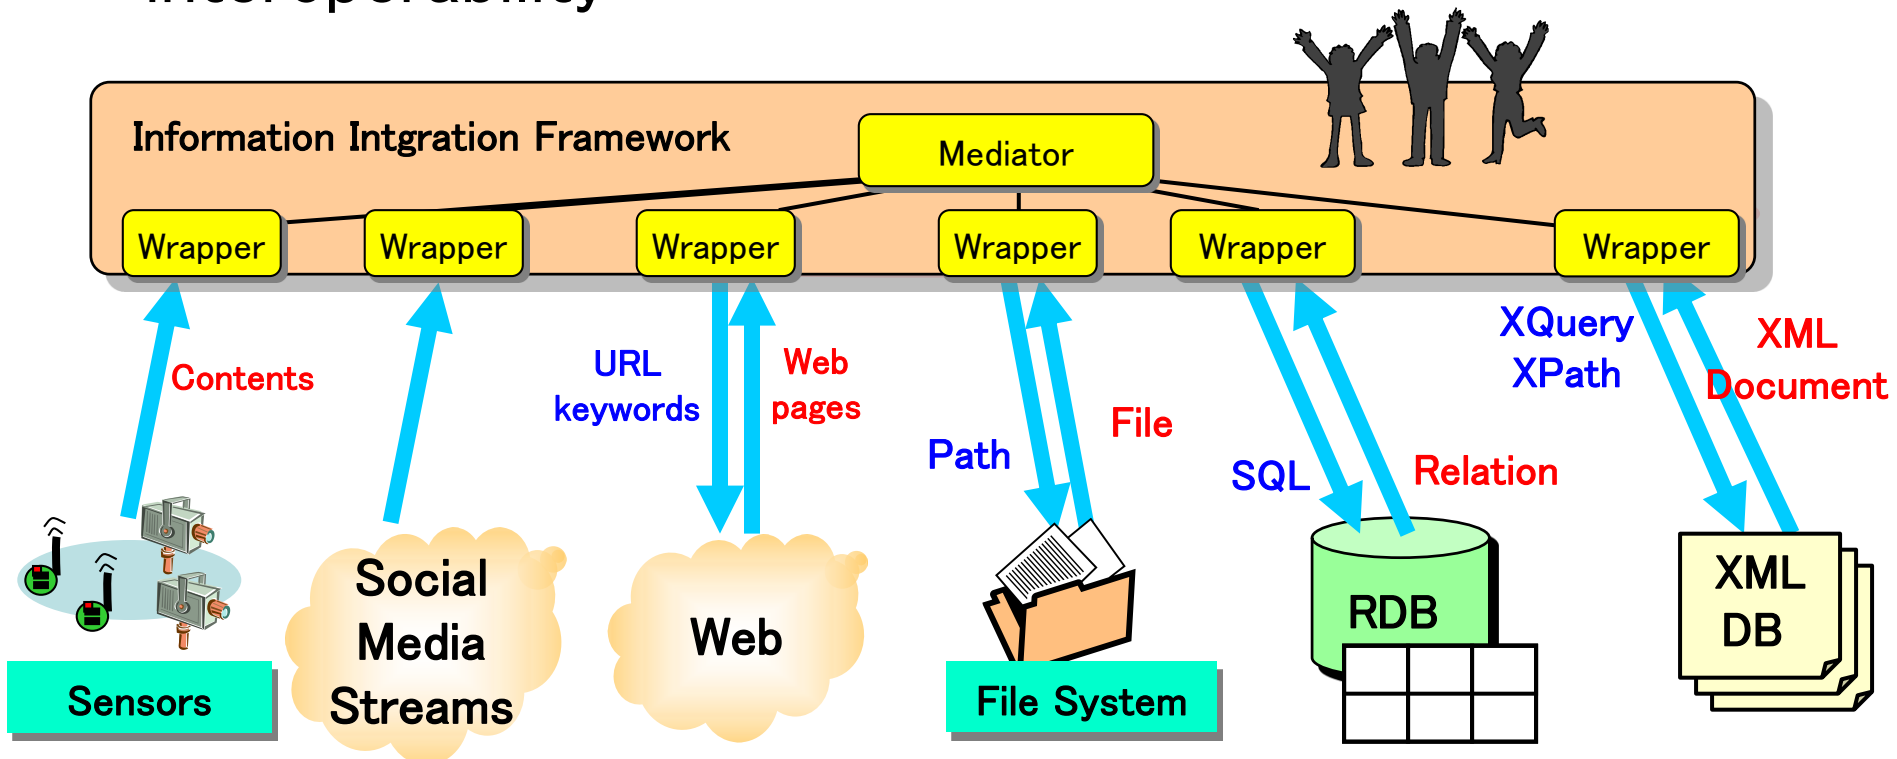 Interoperability
Information Intgration Framework
Mediator
Wrapper
Wrapper
Wrapper
Wrapper
Wrapper
Wrapper
Contents
URL
keywords
Web
pages
Path
File
SQL
Relation
XQuery
XPath
XML
Document
Sensors
Social
Media
Streams
Web
File System
RDB
XML
DB